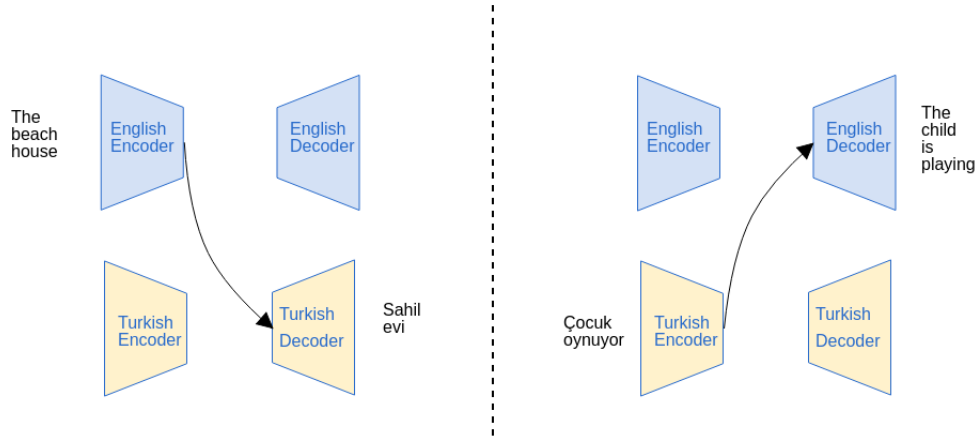 The
beach
house
English
Encoder
English
Decoder
Turkish
Encoder
Turkish
Decoder
Sahil
evi
English
Encoder
English
Decoder
The
child
is
playing
Çocuk
oynuyor
Turkish
Encoder
Turkish
Decoder